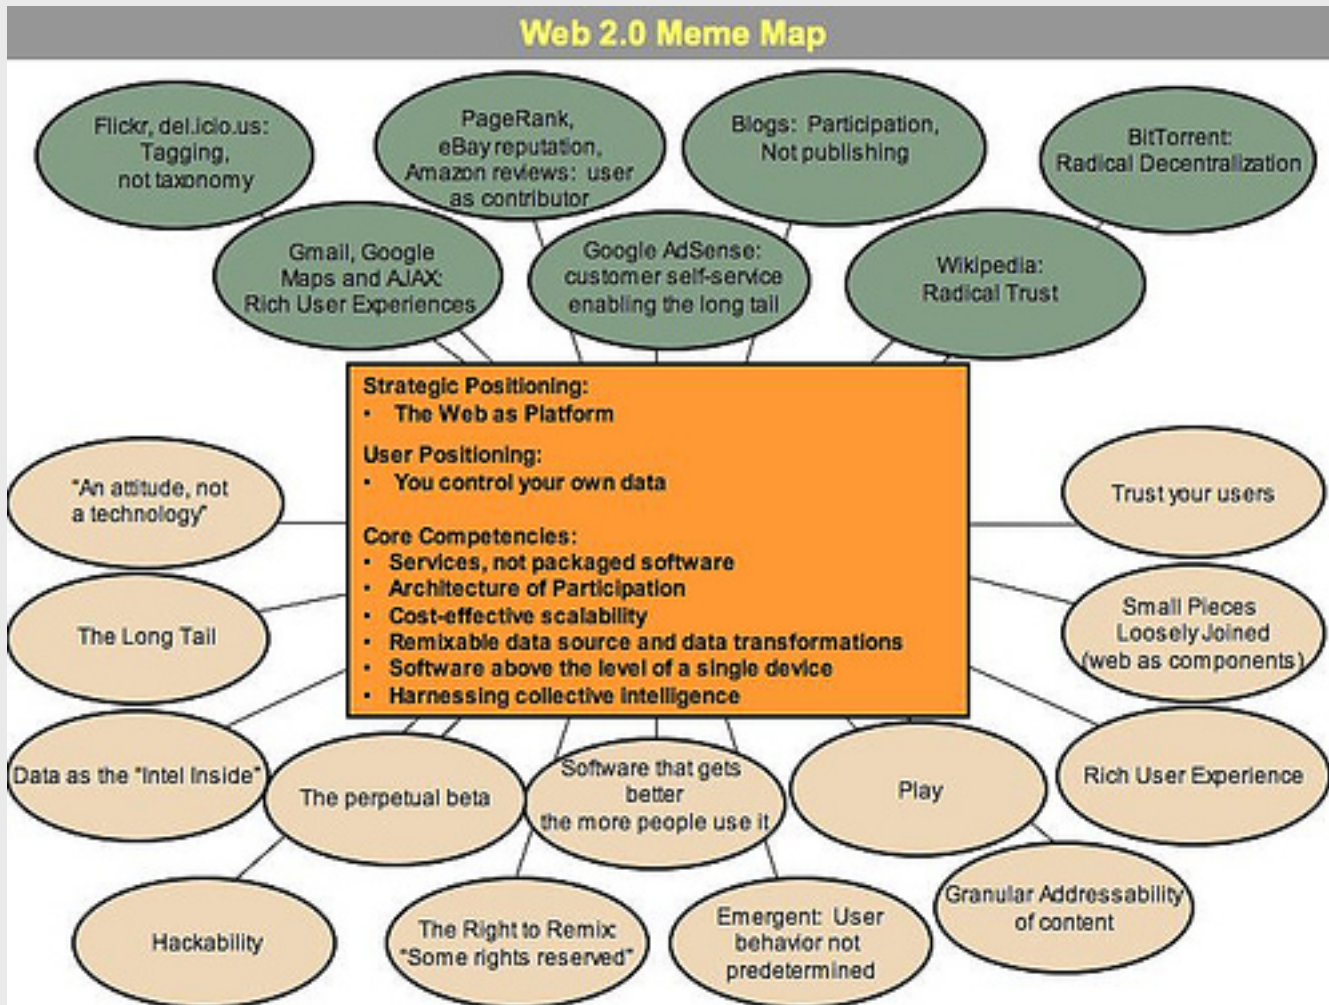 Web 2.0 Meme Map
Flickr, del.icio.us:
Tagging,
not taxonomy
PageRank,
eBay reputation,
Amazon reviews: user
as contributor
Blogs: Participation,
Not publishing
BitTorrent:
Radical Decentralization
Gmail, Google
Maps and AJAX:
Rich User Experiences
Google AdSense:
customer self-service
enabling the long tail
Wikipedia:
Radical Trust
Strategic Positioning:
• The Web as Platform
User Positioning:
• You control your own data
Core Competencies:
• Services, not packaged software
• Architecture of Participation
• Cost-effective scalability
• Remixable data source and data transformations
• Software above the level of a single device
• Harnessing collective intelligence
"An attitude, not
a technology"
Trust your users
The Long Tail
Small Pieces
Loosely Joined
(web as components)
Data as the "Intel Inside"
The perpetual beta
Software that gets
better
the more people use it
Play
Rich User Experience
Hackability
The Right to Remix:
"Some rights reserved"
Emergent: User
behavior not
predetermined
Granular Addressability
of content